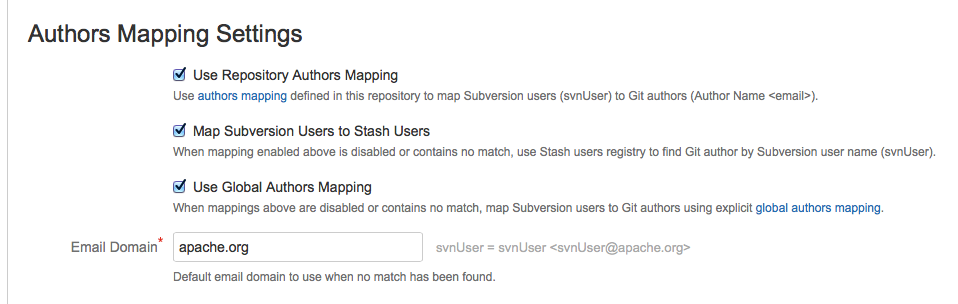 Authors Mapping Settings
Use Repository Authors Mapping
Use authors mapping defined in this repository to map Subversion users (svnUser) to Git authors (Author Name <email>).
Map Subversion Users to Stash Users
When mapping enabled above is disabled or contains no match, use Stash users registry to find Git author by Subversion user name (svnUser).
Use Global Authors Mapping
When mappings above are disabled or contains no match, map Subversion users to Git authors using explicit global authors mapping.
Email Domain* apache.org svnUser = svnUser <svnUser@apache.org>
Default email domain to use when no match has been found.